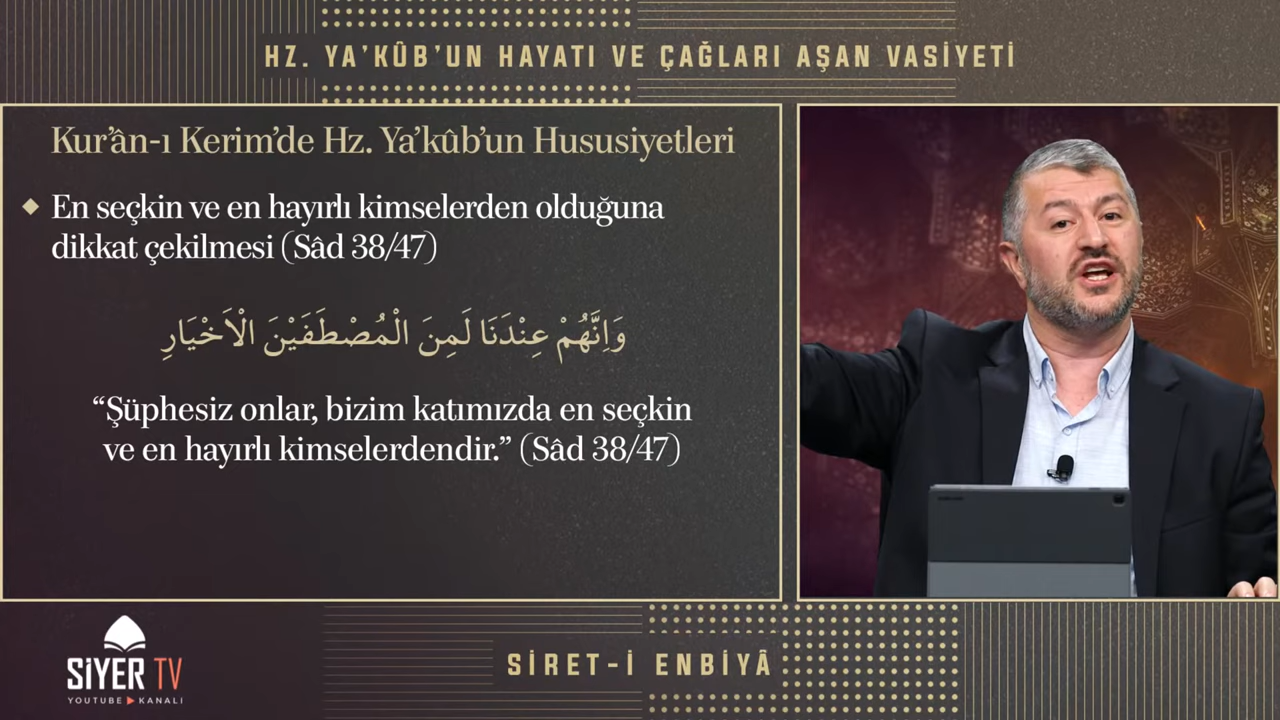 HZ. YA'KÛB'UN HAYATI VE ÇAĞLARI AŞAN VASİYETİ
Kur'ân-ı Kerim'de Hz. Ya'kûb'un Hususiyetleri
En seçkin ve en hayırlı kimselerden olduğuna
dikkat çekilmesi (Sâd 38/47)
وَاِنَّهُمْ عِنْدَنَا لَمِنَ الْمُصْطَفَيْنَ الْاَخْيَارِ
“Şüphesiz onlar, bizim katımızda en seçkin
ve en hayırlı kimselerdendir.” (Sâd 38/47)
SİYER TV
YOUTUBE KANALI
SİRET-İ ENBİYÂ